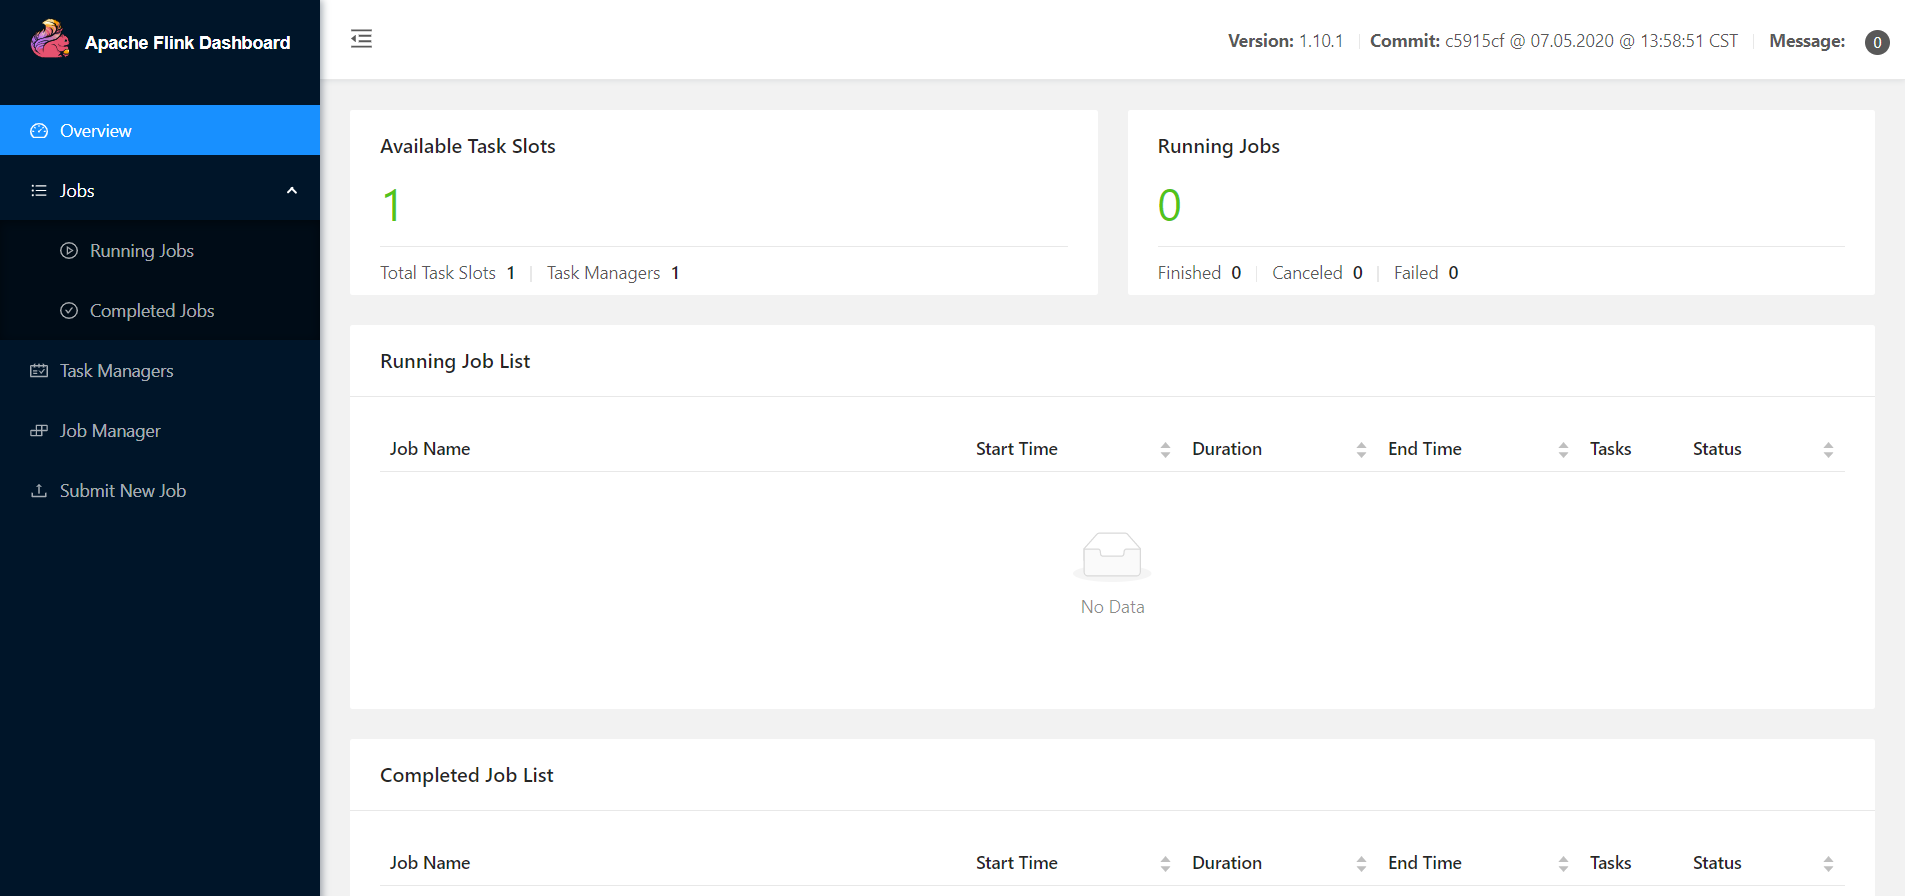 Apache Flink Dashboard
Version: 1.10.1 Commit: c5915cf @ 07.05.2020 @ 13:58:51 CST Message: 0
Overview
Jobs
Running Jobs
Completed Jobs
Task Managers
Job Manager
Submit New Job
Available Task Slots
1
Total Task Slots 1 Task Managers 1
Running Jobs
0
Finished 0 Canceled 0 Failed 0
Running Job List
Job Name Start Time Duration End Time Tasks Status
No Data
Completed Job List
Job Name Start Time Duration End Time Tasks Status